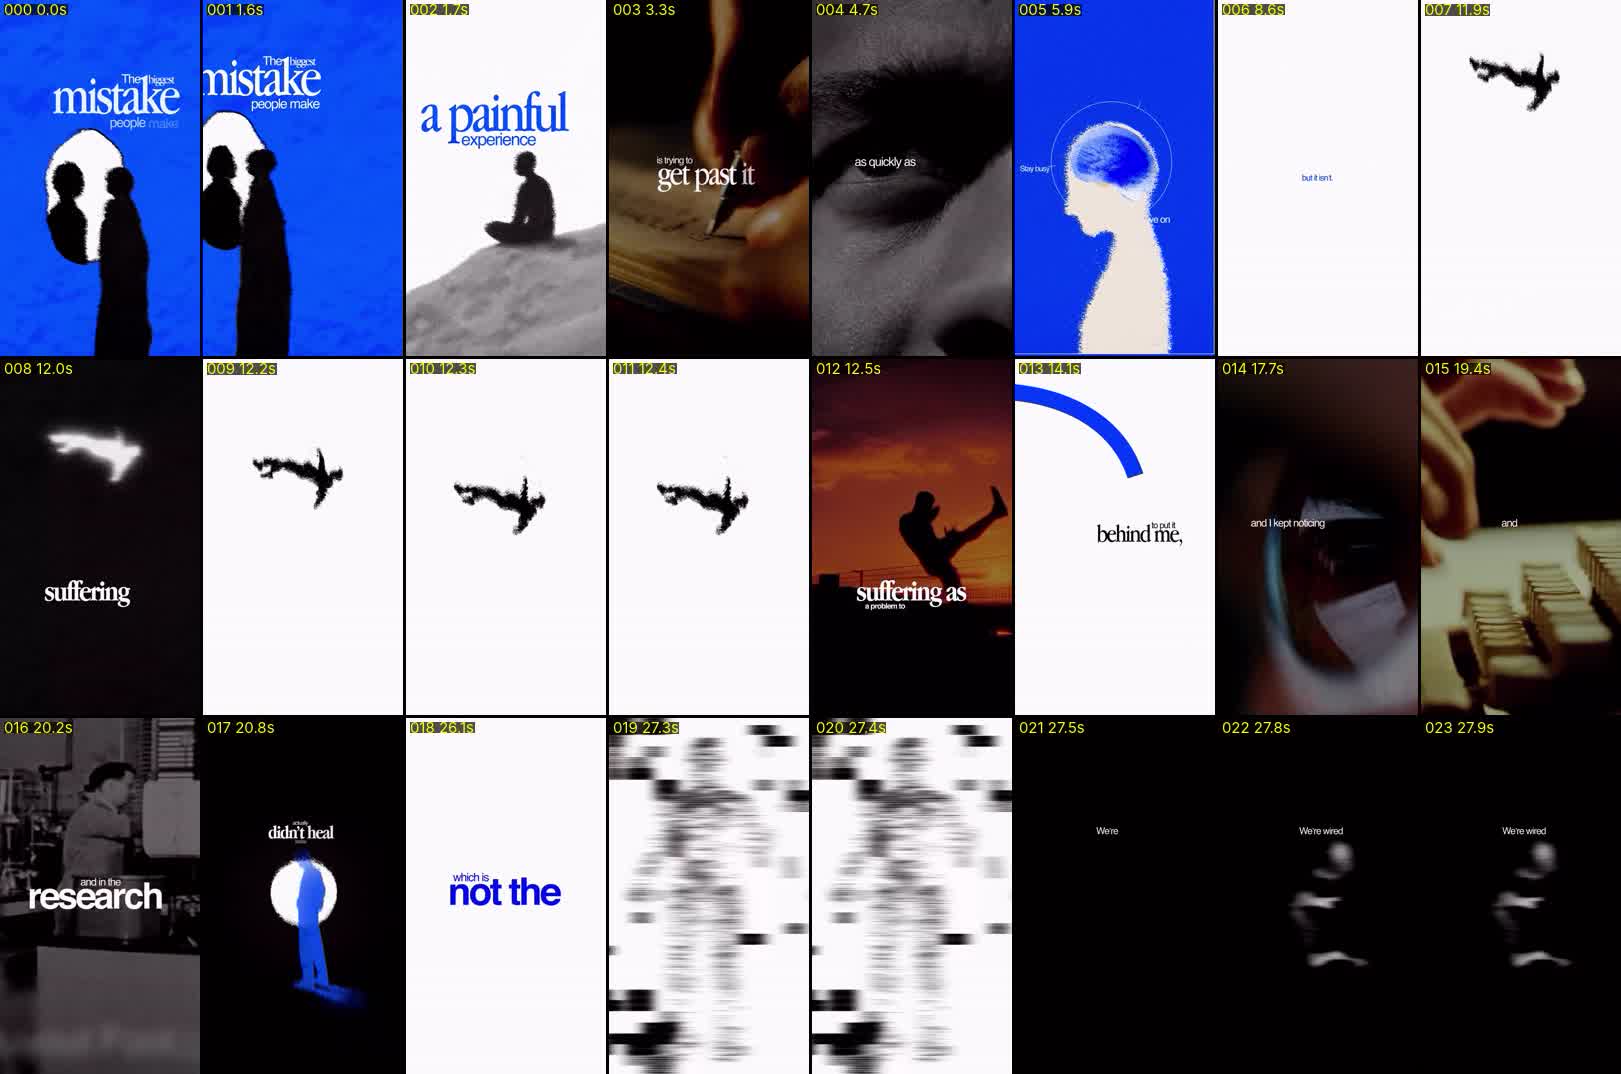 000 0.0s
The biggest
mistake
people make
001 1.6s
The biggest
mistake
people make
002 1.7s
a painful
experience
003 3.3s
is trying to
get past it
004 4.7s
as quickly as
005 5.9s
Stay busy
ve on
006 8.6s
but it isn't.
007 11.9s
008 12.0s
suffering
009 12.2s
010 12.3s
011 12.4s
012 12.5s
suffering as
a problem to
013 14.1s
to put it
behind me,
014 17.7s
and I kept noticing
015 19.4s
and
016 20.2s
and in the
research
017 20.8s
actually
didn't heal
018 26.1s
which is
not the
019 27.3s
020 27.4s
021 27.5s
We're
022 27.8s
We're wired
023 27.9s
We're wired